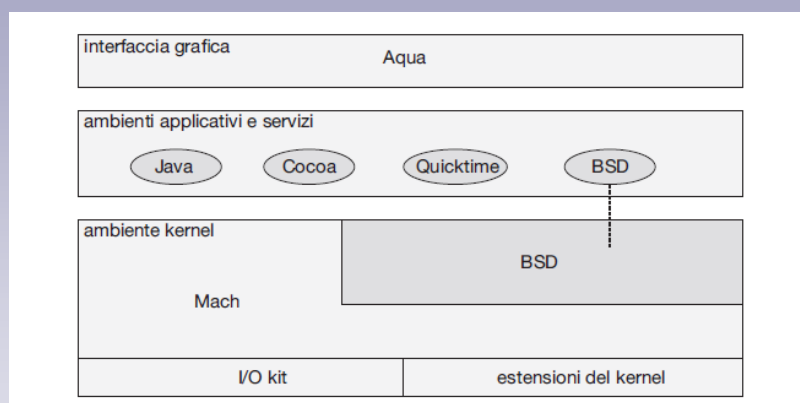 interfaccia grafica
Aqua
ambienti applicativi e servizi
Java Cocoa Quicktime BSD
ambiente kernel
BSD
Mach
I/O kit estensioni del kernel